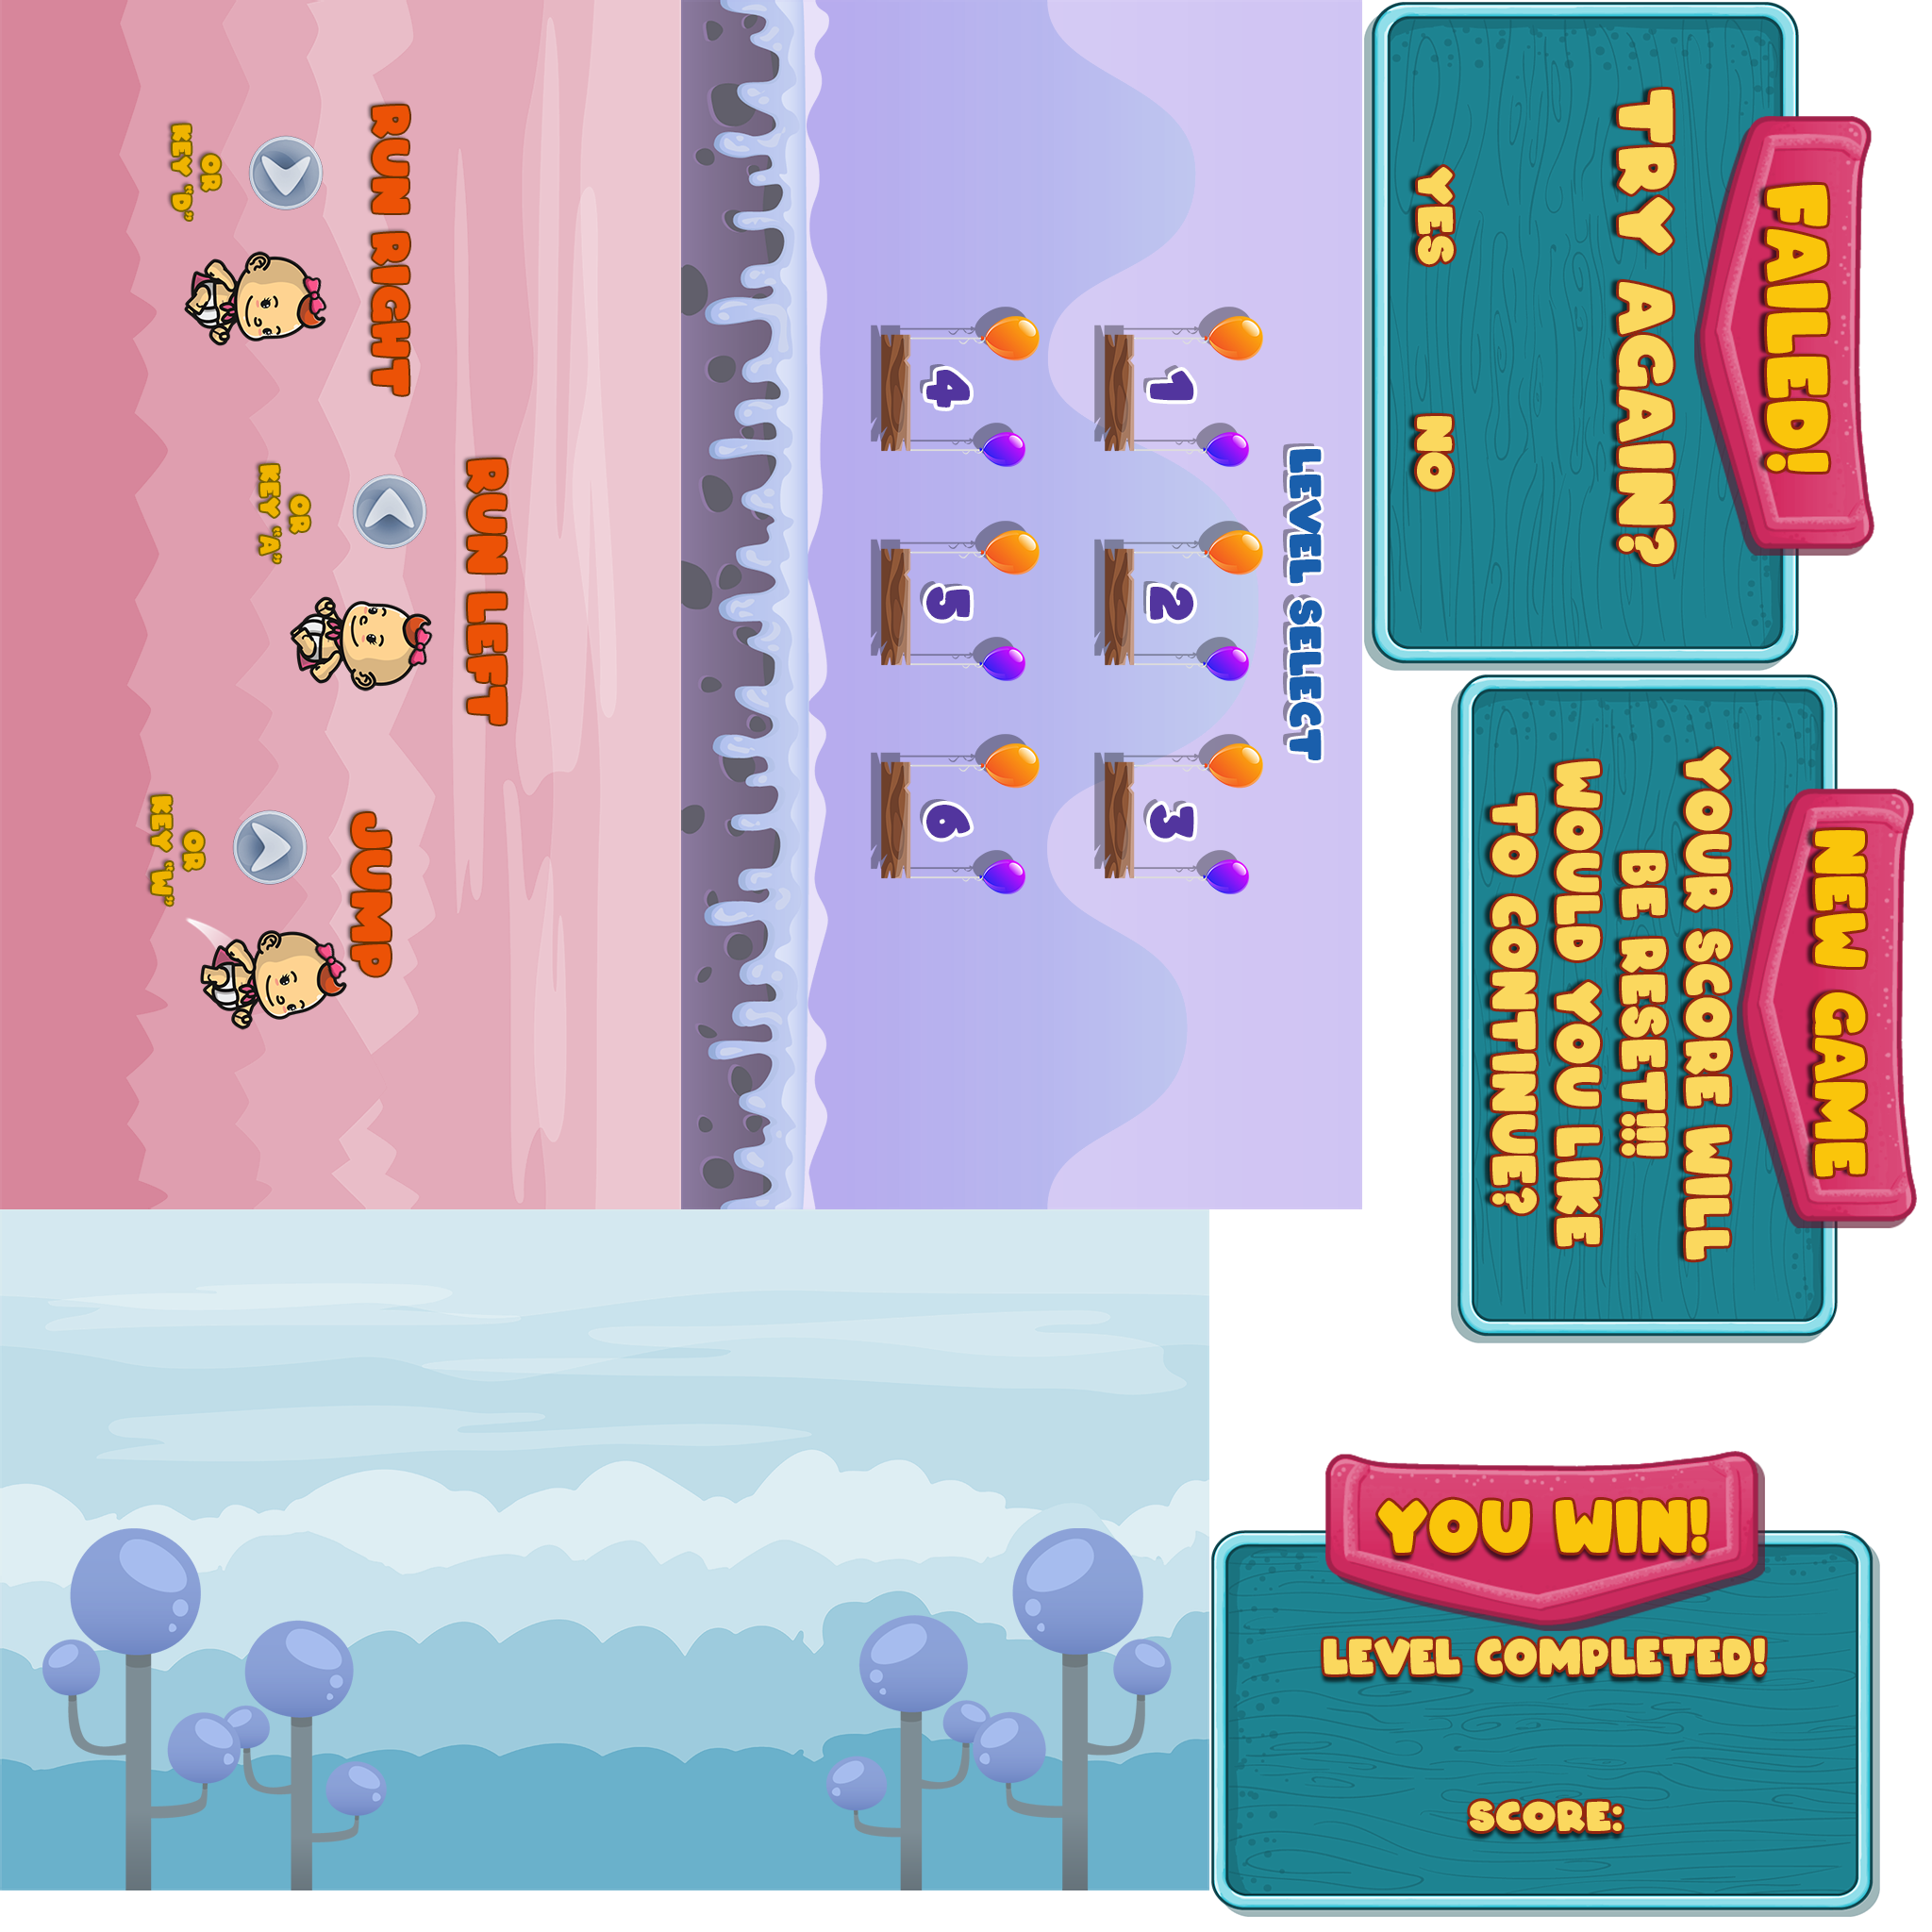 RUN RIGHT
OR
KEY "D"
RUN LEFT
OR
KEY "A"
JUMP
OR
KEY "W"
LEVEL SELECT
1
2
3
4
5
6
FAILED!
TRY AGAIN?
YES
NO
NEW GAME
YOUR SCORE WILL
BE RESET!!!!
WOULD YOU LIKE
TO CONTINUE?
YOU WIN!
LEVEL COMPLETED!
SCORE: